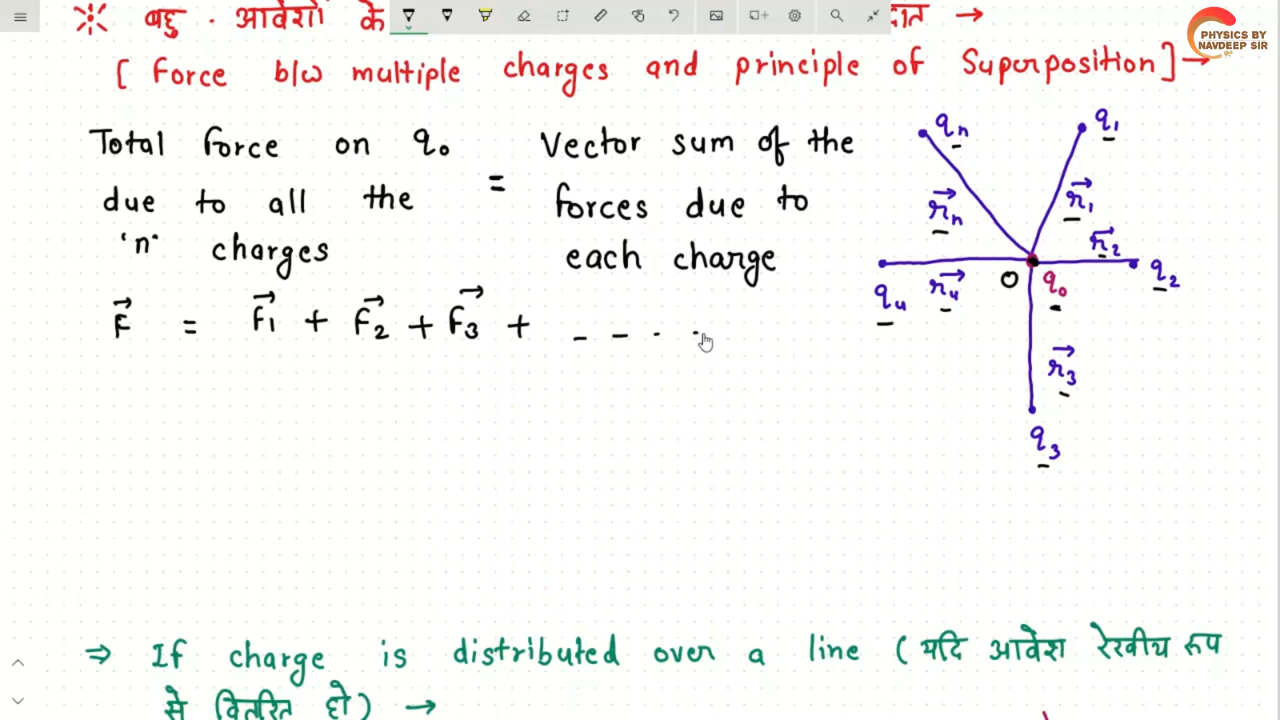 ※ बहु - आवेशों के
[ Force b/w multiple charges and principle of Superposition ] →
PHYSICS BY
NAVDEEP SIR
Total force on q₀ = Vector sum of the
due to all the forces due to
'n' charges each charge
F⃗ = F⃗₁ + F⃗₂ + F⃗₃ + _ _ . .
qₙ q₁
r⃗ₙ r⃗₁
r⃗₂
q₄ r⃗₄ O q₀ q₂
r⃗₃
q₃
⇒ If charge is distributed over a line ( यदि आवेश रेखीय रूप
से वितरित हो ) →